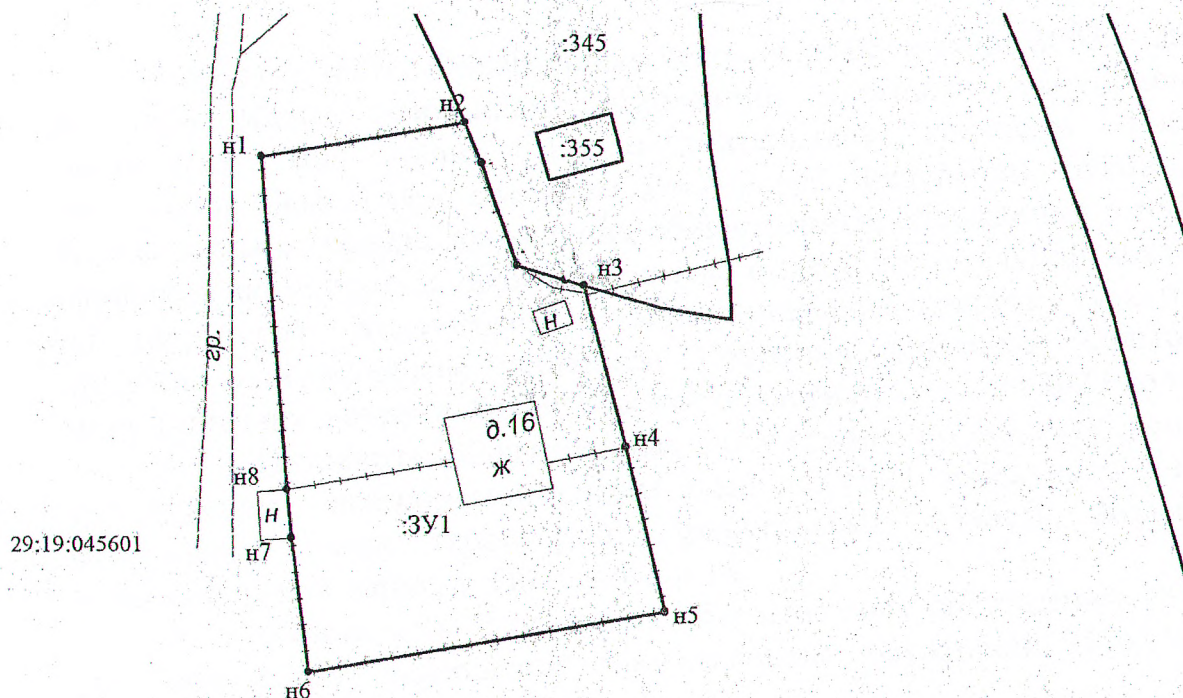 :345
н2
:355
н1
н3
Н
гр.
д.16
Ж
н4
н8
Н
:ЗУ1
29:19:045601
н7
н5
н6